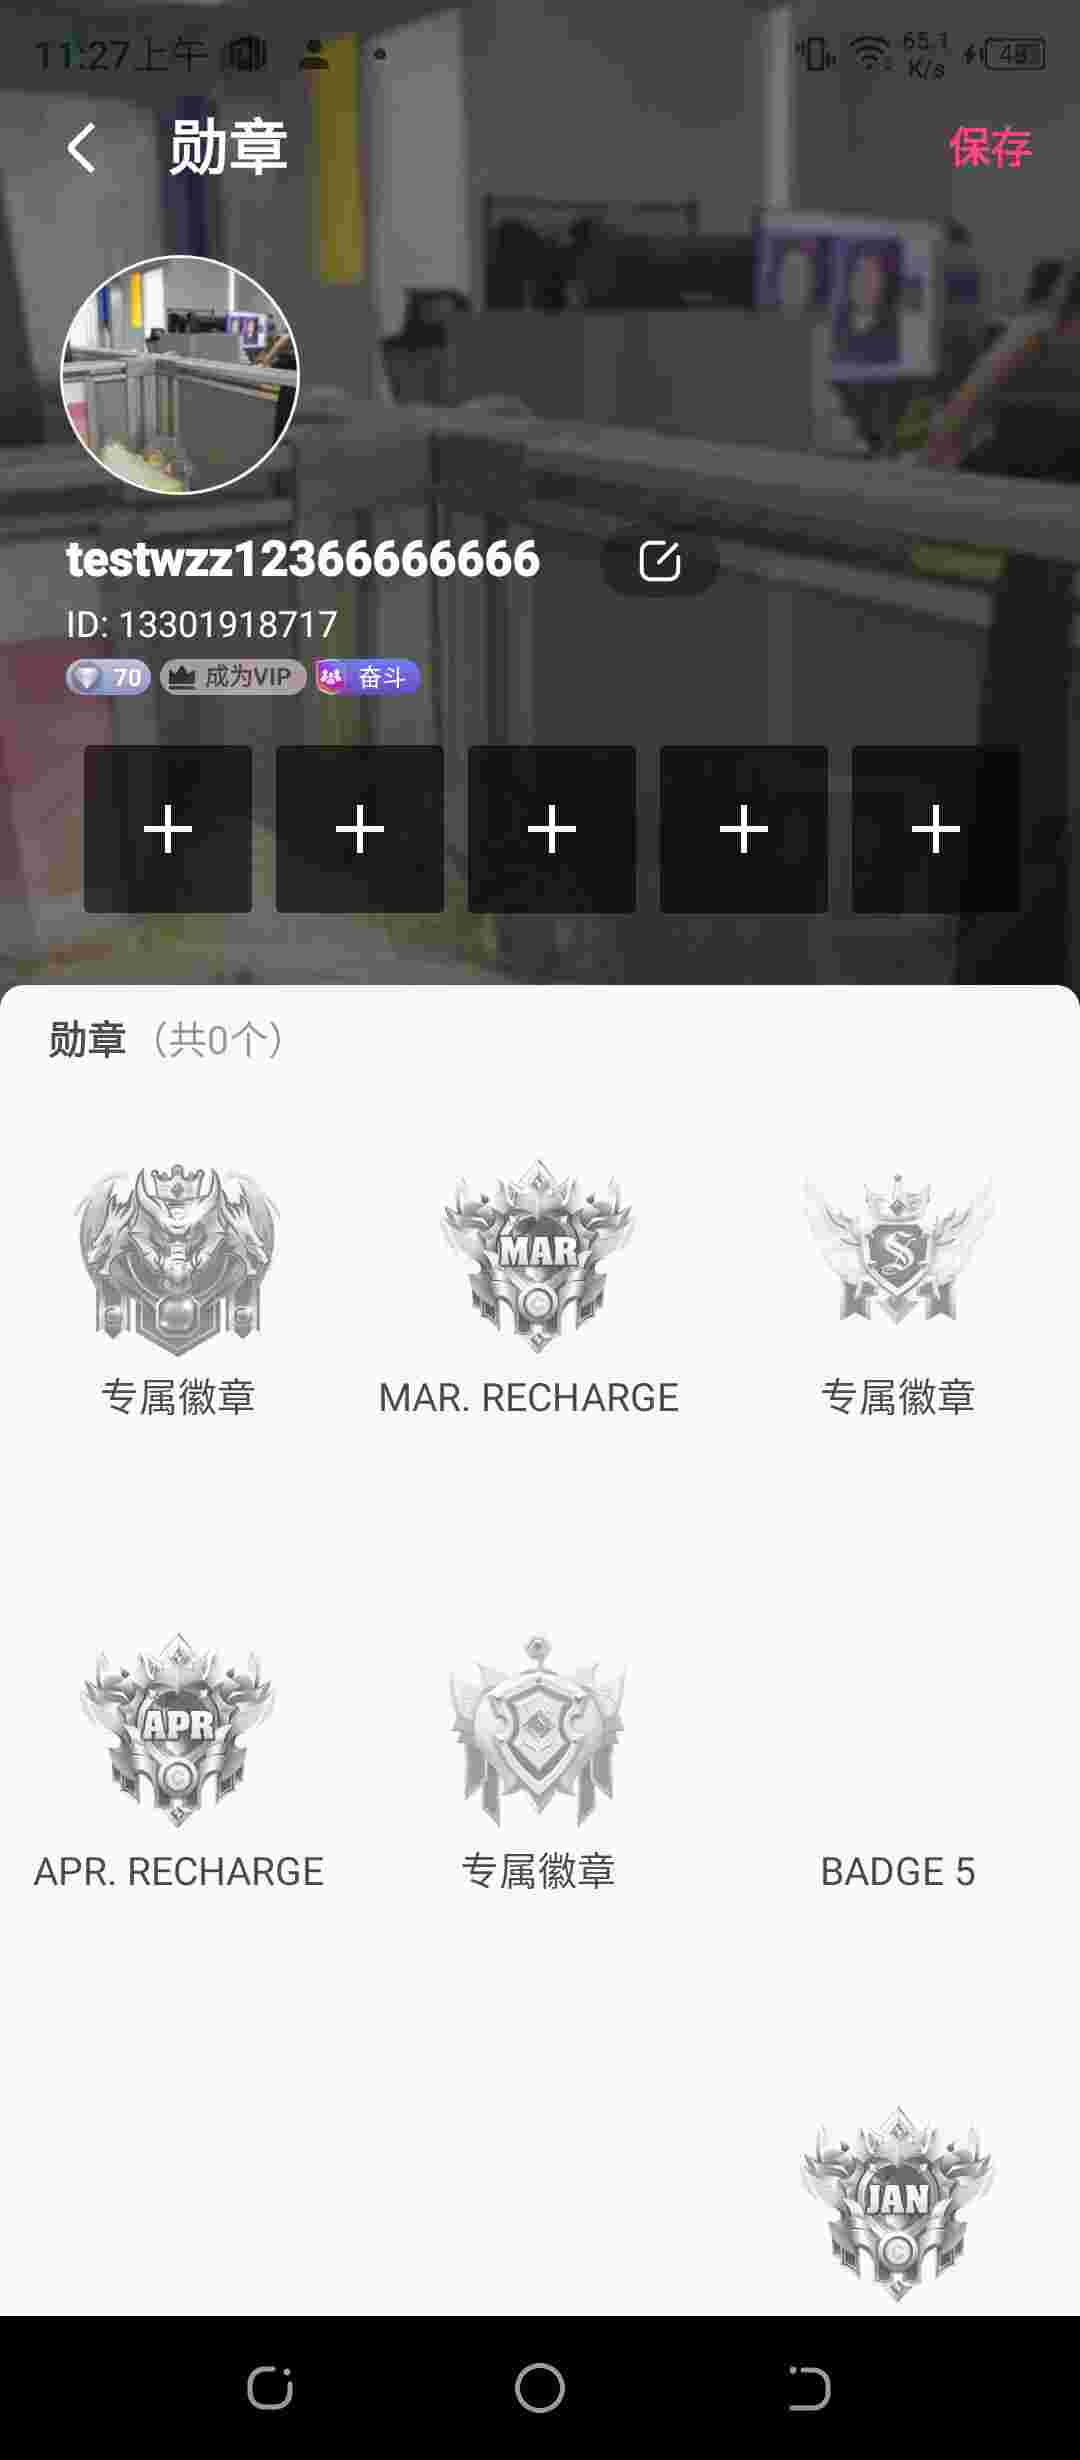 11:27上午
65.1
K/s
48
勋章
保存
testwzz12366666666
ID: 13301918717
70
成为VIP
奋斗
勋章（共0个）
MAR
S
专属徽章
MAR. RECHARGE
专属徽章
APR
APR. RECHARGE
专属徽章
BADGE 5
JAN